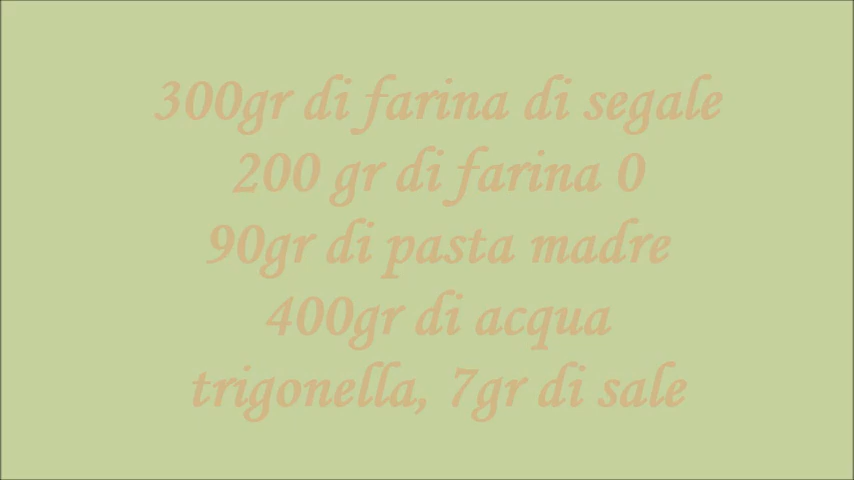 300gr di farina di segale
200 gr di farina 0
90gr di pasta madre
400gr di acqua
trigonella, 7gr di sale